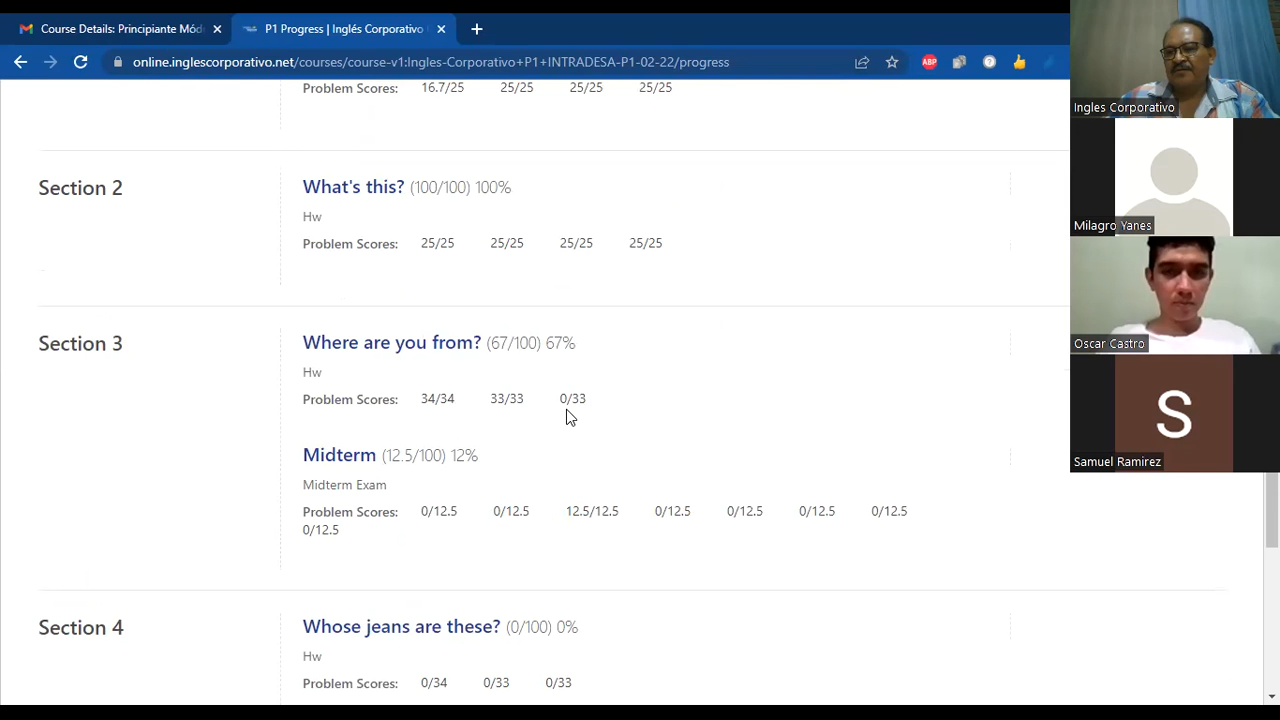 Course Details: Principiante Mód
P1 Progress | Inglés Corporativo
online.inglescorporativo.net/courses/course-v1:Ingles-Corporativo+P1+INTRADESA-P1-02-22/progress
ABP
Problem Scores: 16.7/25 25/25 25/25 25/25
Section 2
What's this? (100/100) 100%
Hw
Problem Scores: 25/25 25/25 25/25 25/25
Section 3
Where are you from? (67/100) 67%
Hw
Problem Scores: 34/34 33/33 0/33
Midterm (12.5/100) 12%
Midterm Exam
Problem Scores: 0/12.5 0/12.5 12.5/12.5 0/12.5 0/12.5 0/12.5 0/12.5
0/12.5
Section 4
Whose jeans are these? (0/100) 0%
Hw
Problem Scores: 0/34 0/33 0/33
Ingles Corporativo
Milagro Yanes
Oscar Castro
S
Samuel Ramirez